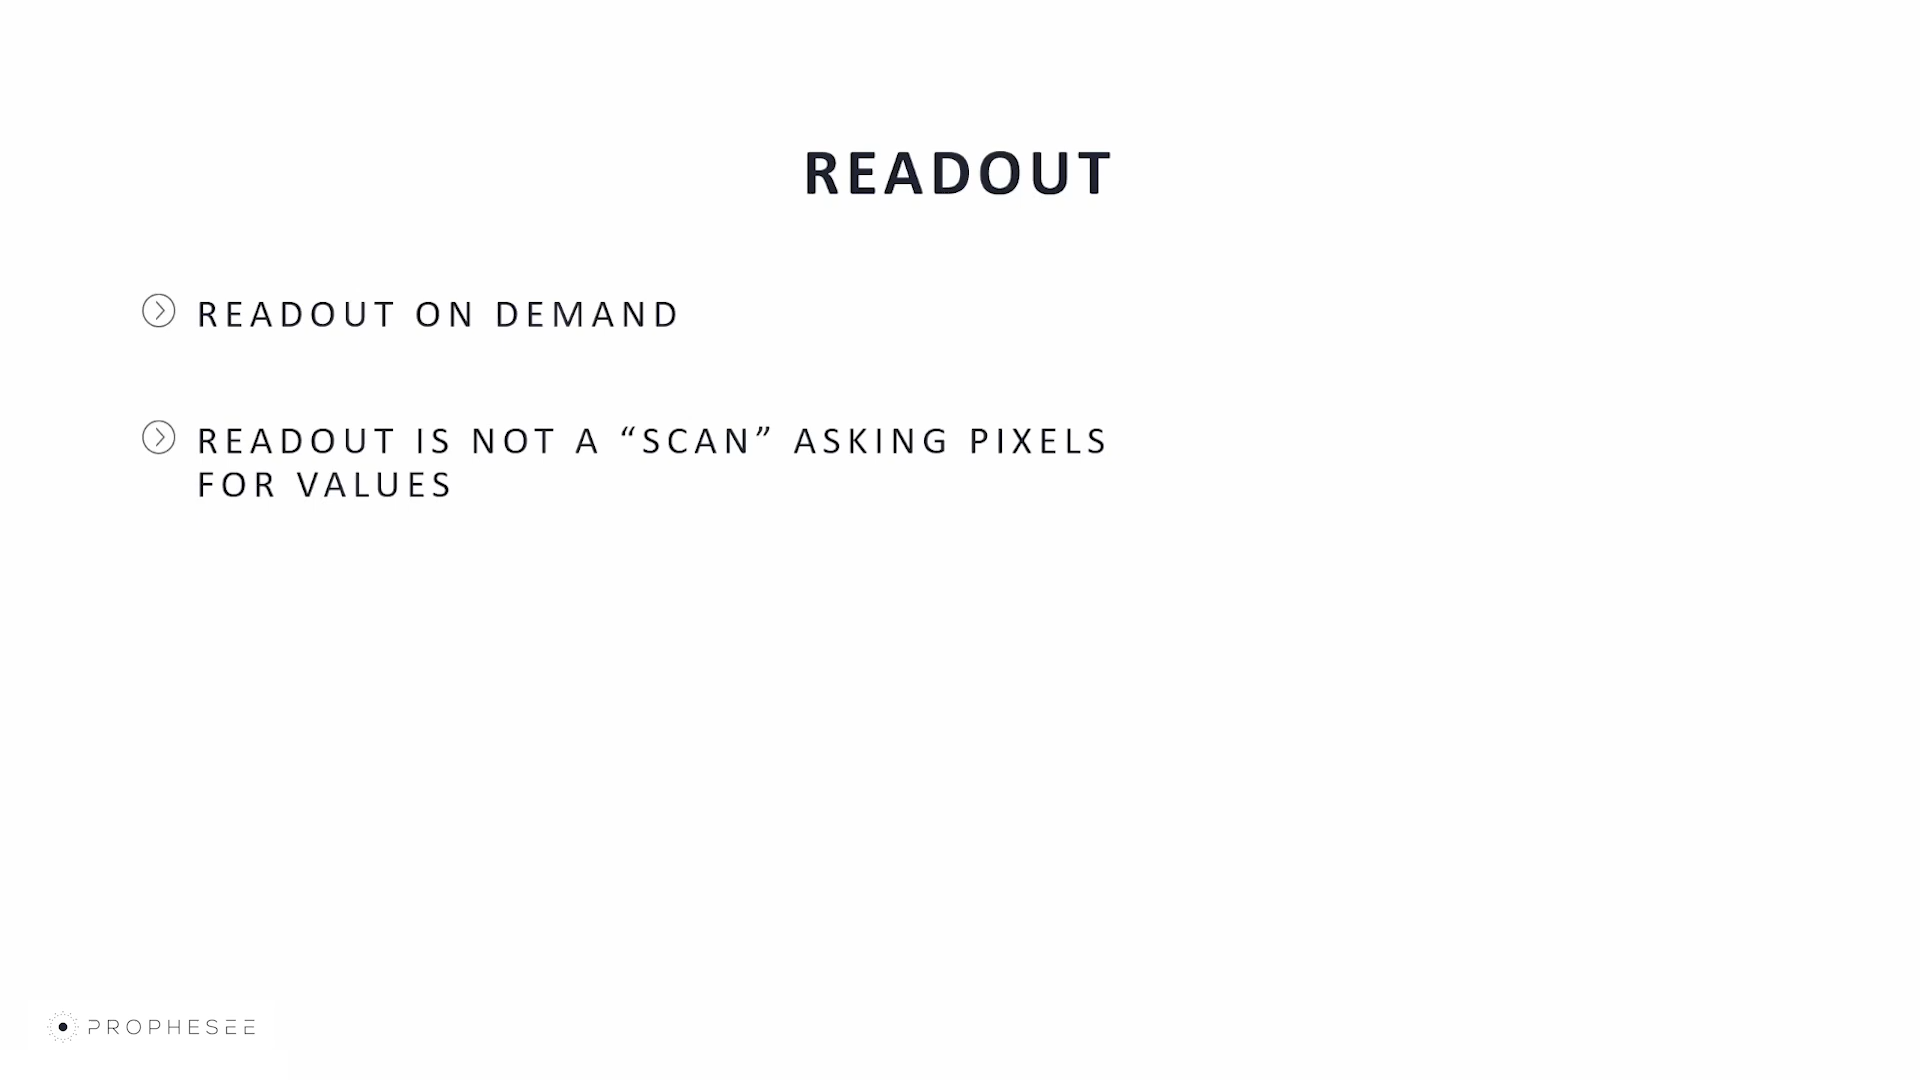 READOUT
READOUT ON DEMAND
READOUT IS NOT A “SCAN” ASKING PIXELS
FOR VALUES
PROPHESEE